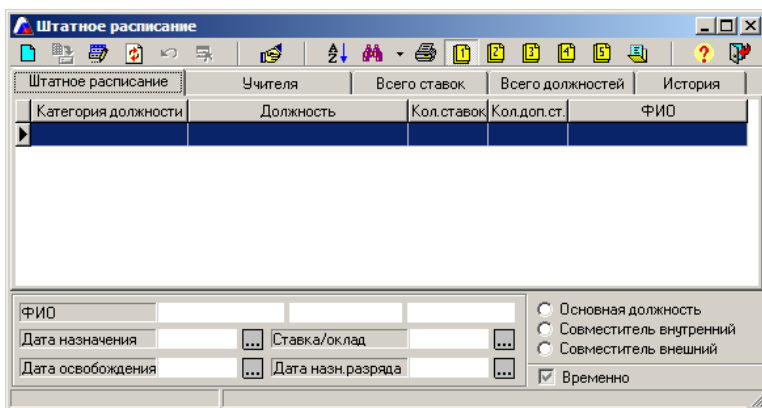 Штатное расписание
Штатное расписание Учителя Всего ставок Всего должностей История
Категория должности Должность Кол.ставок Кол.доп.ст. ФИО
ФИО
Основная должность
Дата назначения ... Ставка/оклад ...
Совместитель внутренний
Совместитель внешний
Дата освобождения ... Дата назн.разряда ...
Временно